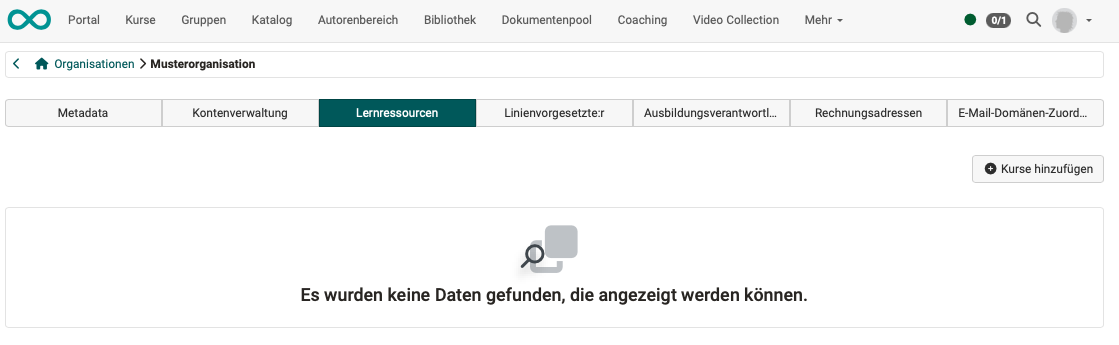 Portal Kurse Gruppen Katalog Autorenbereich Bibliothek Dokumentenpool Coaching Video Collection Mehr 0/1
Organisationen Musterorganisation
Metadata Kontenverwaltung Lernressourcen Linienvorgesetzte:r Ausbildungsverantwortl... Rechnungsadressen E-Mail-Domänen-Zuord...
Kurse hinzufügen
Es wurden keine Daten gefunden, die angezeigt werden können.